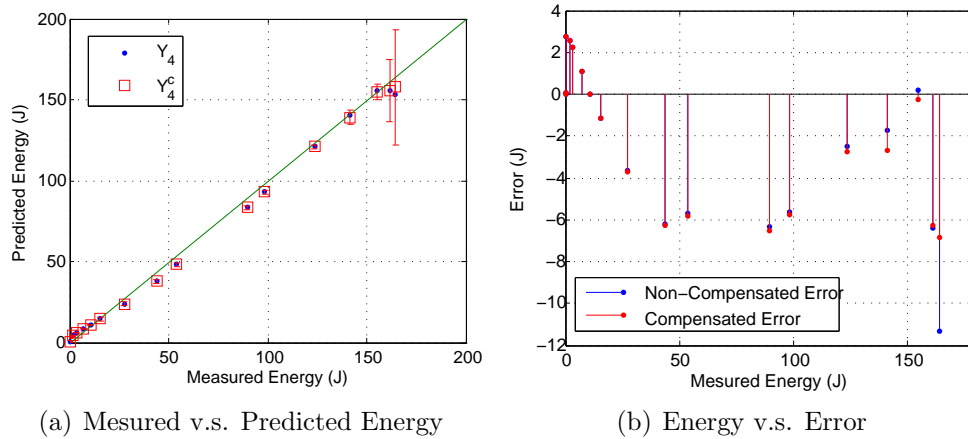 200
150
100
50
0
0
50
100
150
200
Predicted Energy (J)
Measured Energy (J)
Y4
Y4^c
(a) Mesured v.s. Predicted Energy
4
2
0
−2
−4
−6
−8
−10
−12
0
50
100
150
Error (J)
Mesured Energy (J)
Non−Compensated Error
Compensated Error
(b) Energy v.s. Error